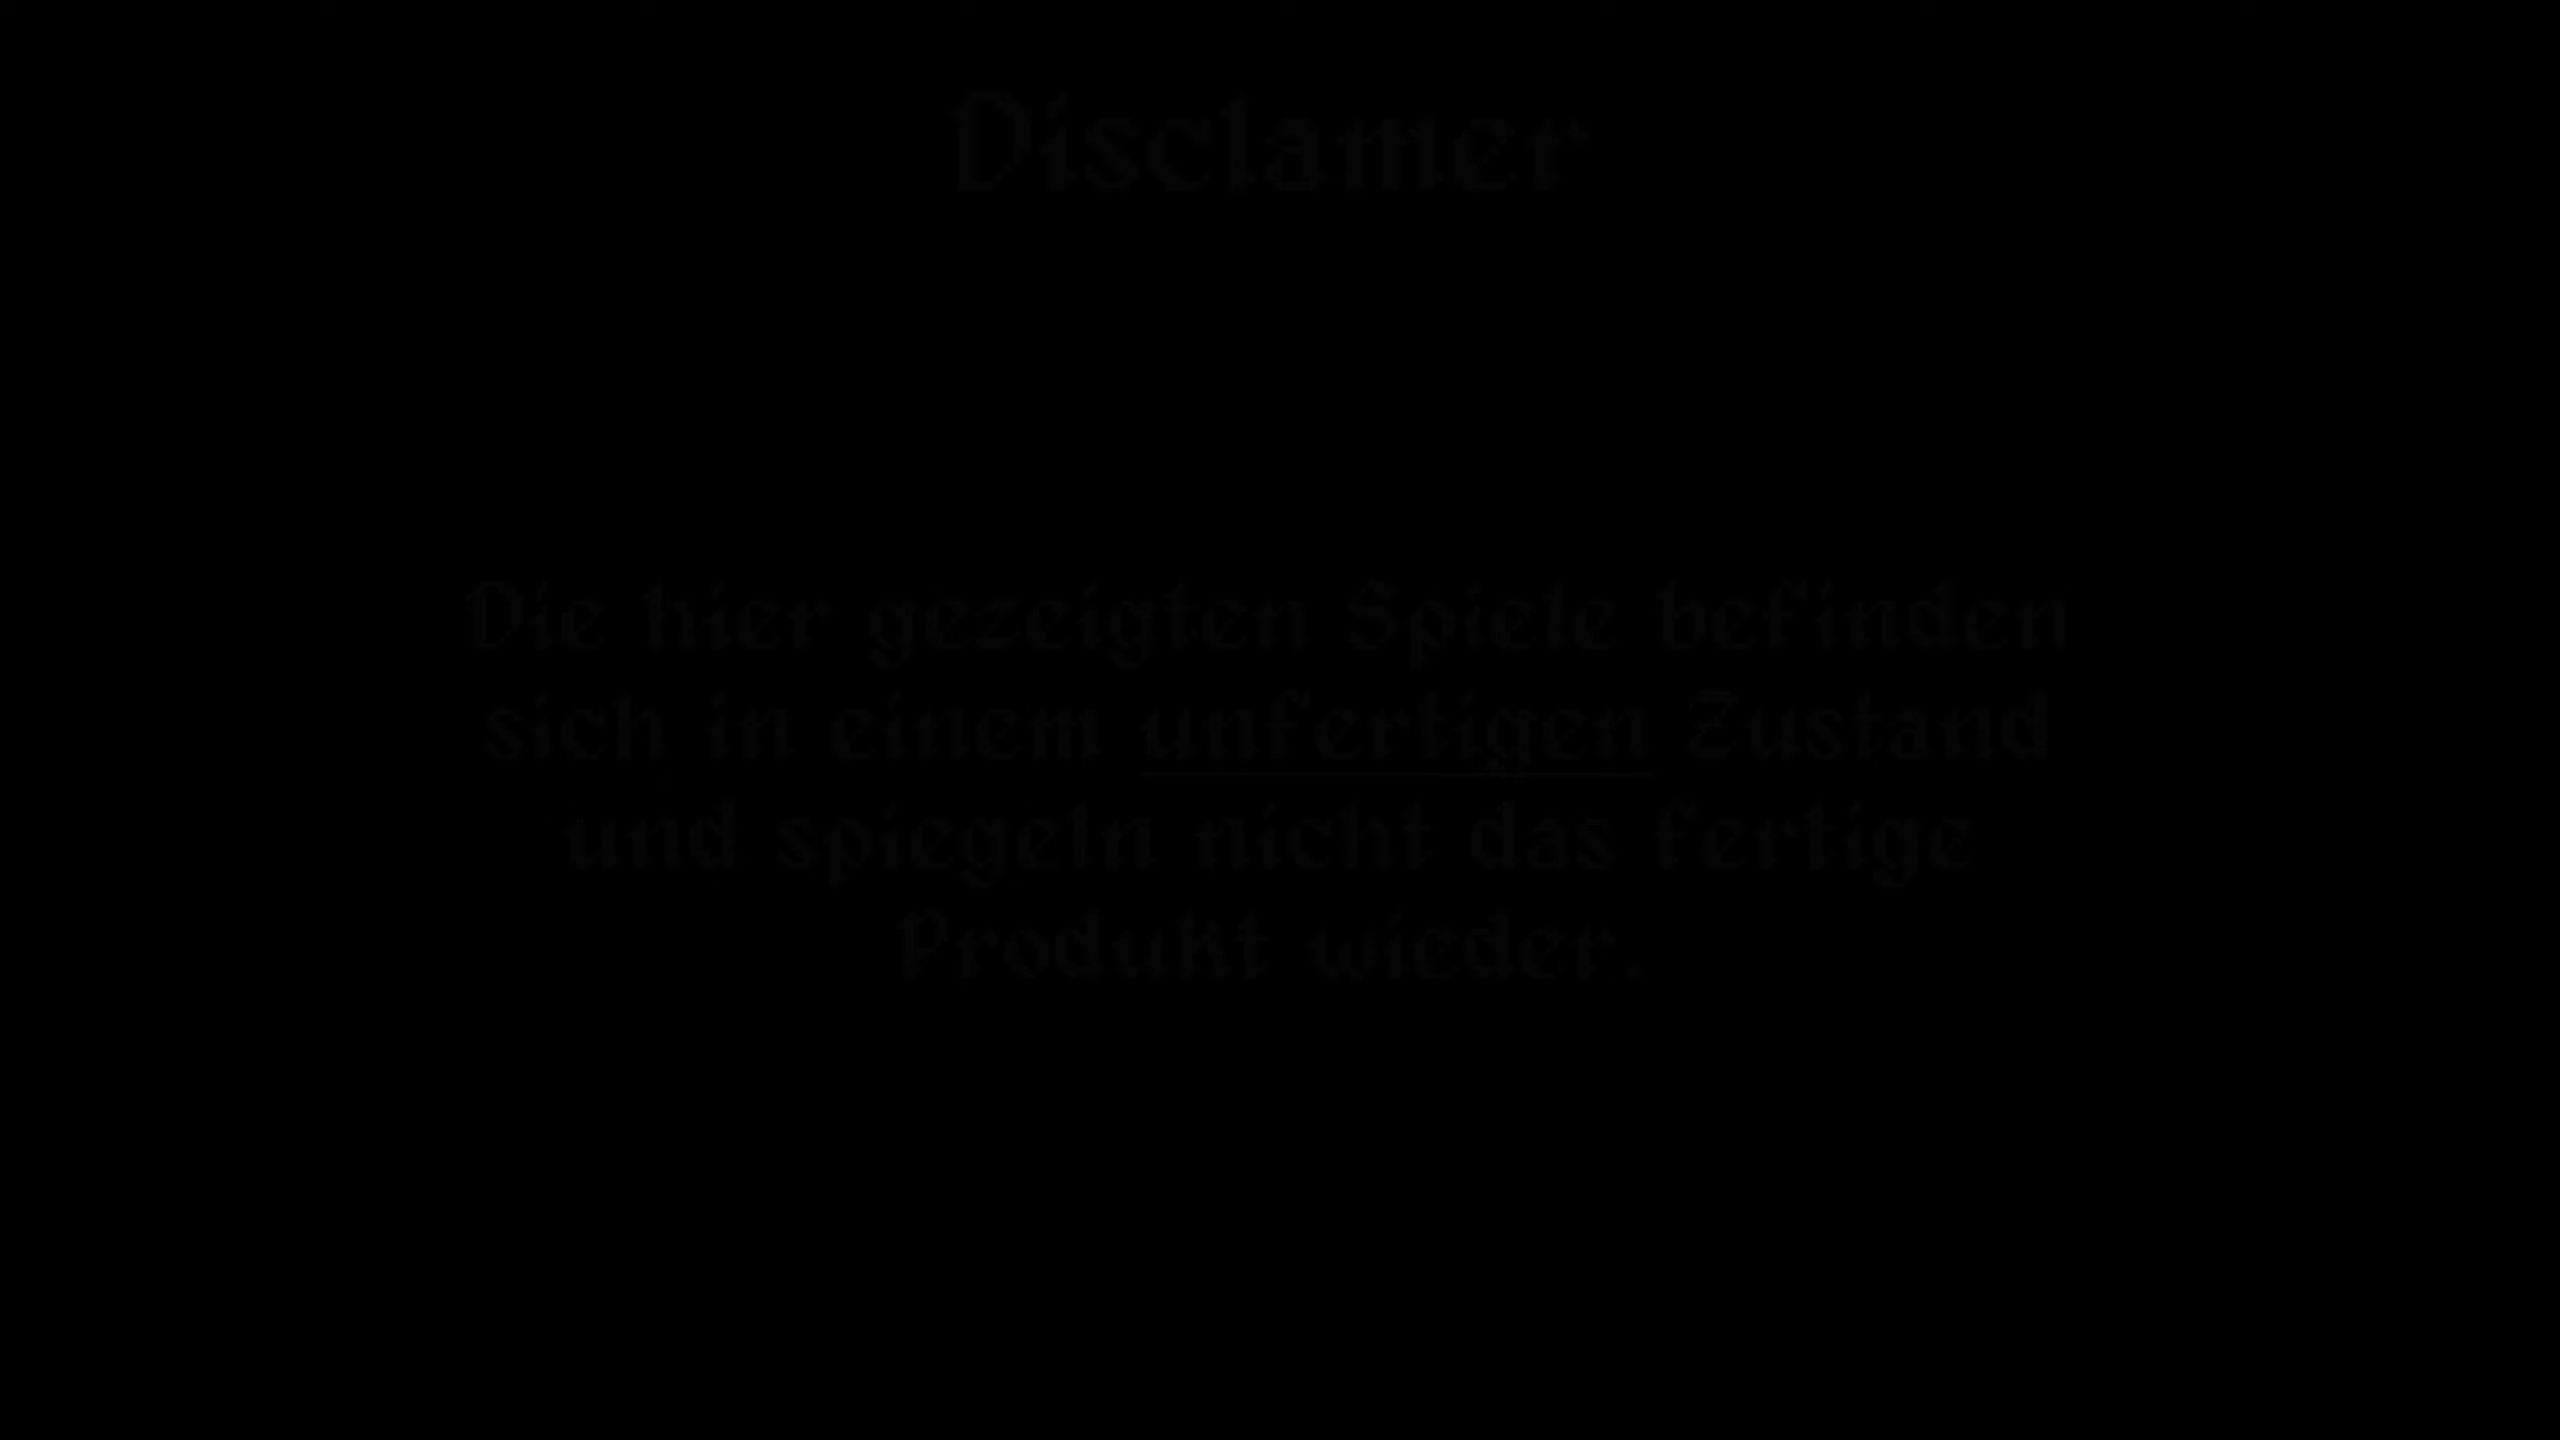 Disclamer
Die hier gezeigten Spiele befinden
sich in einem unfertigen Zustand
und spiegeln nicht das fertige
Produkt wieder.